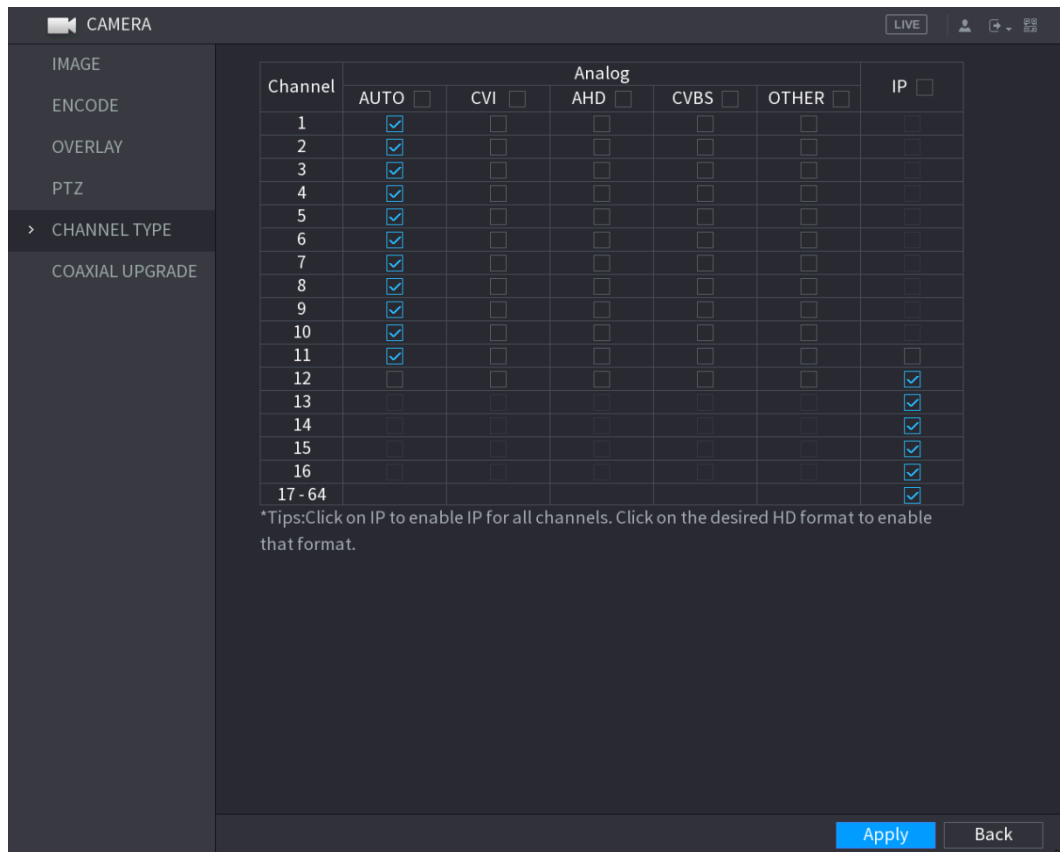 CAMERA
LIVE
IMAGE
ENCODE
OVERLAY
PTZ
CHANNEL TYPE
COAXIAL UPGRADE
Channel
Analog
IP
AUTO CVI AHD CVBS OTHER
1
2
3
4
5
6
7
8
9
10
11
12
13
14
15
16
17 - 64
*Tips:Click on IP to enable IP for all channels. Click on the desired HD format to enable
that format.
Apply Back